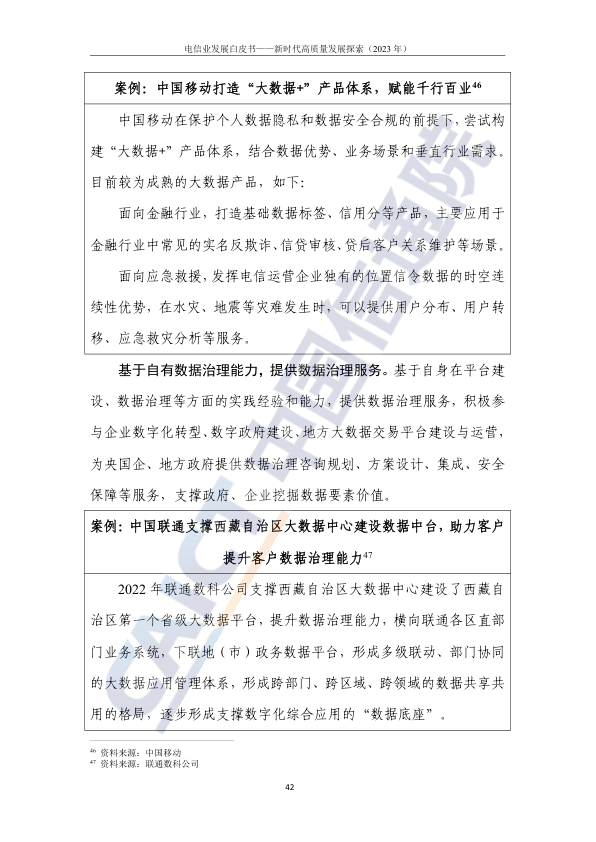 电信业发展白皮书——新时代高质量发展探索（2023 年）
案例：中国移动打造“大数据+”产品体系，赋能千行百业46
中国移动在保护个人数据隐私和数据安全合规的前提下，尝试构
建“大数据+”产品体系，结合数据优势、业务场景和垂直行业需求。
目前较为成熟的大数据产品，如下：
面向金融行业，打造基础数据标签、信用分等产品，主要应用于
金融行业中常见的实名反欺诈、信贷审核、贷后客户关系维护等场景。
面向应急救援，发挥电信运营企业独有的位置信令数据的时空连
续性优势，在水灾、地震等灾难发生时，可以提供用户分布、用户转
移、应急救灾分析等服务。
基于自有数据治理能力，提供数据治理服务。基于自身在平台建
设、数据治理等方面的实践经验和能力，提供数据治理服务，积极参
与企业数字化转型、数字政府建设、地方大数据交易平台建设与运营，
为央国企、地方政府提供数据治理咨询规划、方案设计、集成、安全
保障等服务，支撑政府、企业挖掘数据要素价值。
案例：中国联通支撑西藏自治区大数据中心建设数据中台，助力客户
提升客户数据治理能力47
2022 年联通数科公司支撑西藏自治区大数据中心建设了西藏自
治区第一个省级大数据平台，提升数据治理能力，横向联通各区直部
门业务系统，下联地（市）政务数据平台，形成多级联动、部门协同
的大数据应用管理体系，形成跨部门、跨区域、跨领域的数据共享共
用的格局，逐步形成支撑数字化综合应用的“数据底座”。
46 资料来源：中国移动
47 资料来源：联通数科公司
42
CAICT 中国信通院